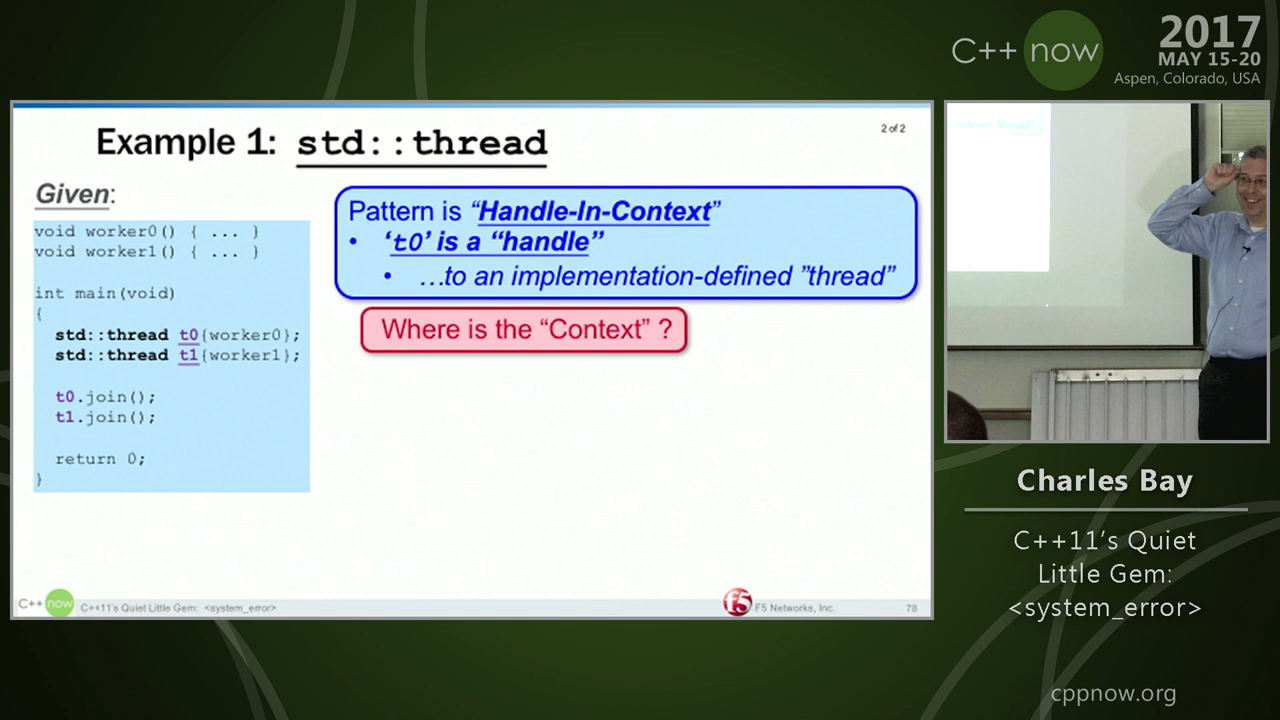 C++ now
2017
MAY 15-20
Aspen, Colorado, USA
Example 1: std::thread
2 of 2
Given:
void worker0() { ... }
void worker1() { ... }
int main(void)
{
std::thread t0{worker0};
std::thread t1{worker1};
t0.join();
t1.join();
return 0;
}
Pattern is “Handle-In-Context”
• ‘t0’ is a “handle”
• …to an implementation-defined ”thread”
Where is the “Context” ?
C++ now
C++11’s Quiet Little Gem: <system_error>
f5 F5 Networks, Inc.
78
Charles Bay
C++11’s Quiet
Little Gem:
<system_error>
cppnow.org